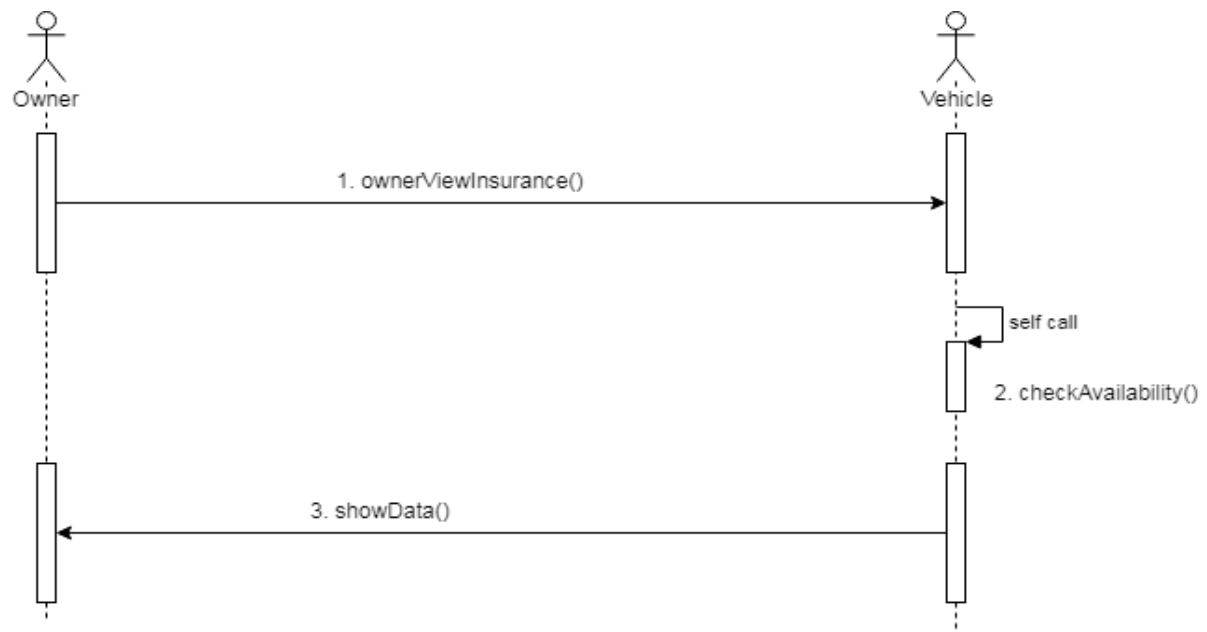 Owner
Vehicle
1. ownerViewInsurance()
self call
2. checkAvailability()
3. showData()